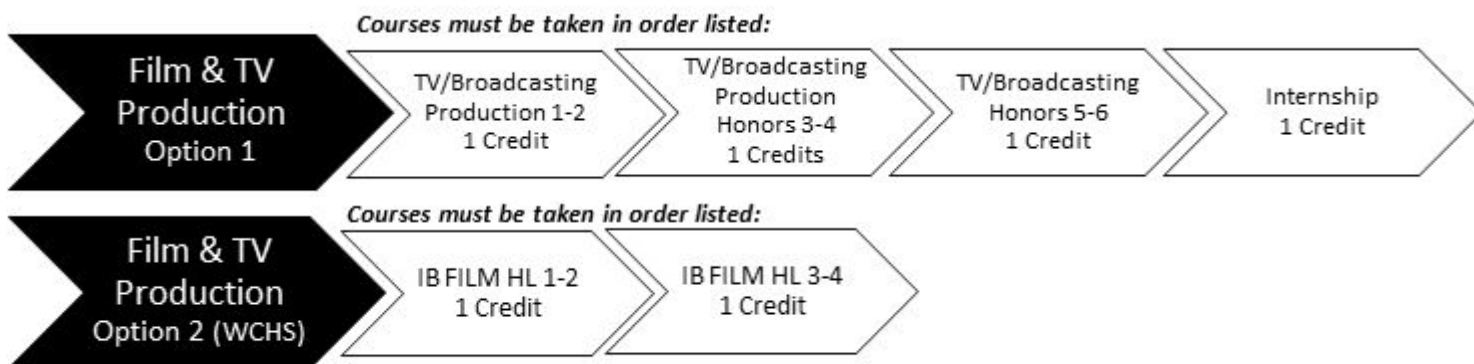 Courses must be taken in order listed:
Film & TV
Production
Option 1
TV/Broadcasting
Production 1-2
1 Credit
TV/Broadcasting
Production
Honors 3-4
1 Credits
TV/Broadcasting
Honors 5-6
1 Credit
Internship
1 Credit
Courses must be taken in order listed:
Film & TV
Production
Option 2 (WCHS)
IB FILM HL 1-2
1 Credit
IB FILM HL 3-4
1 Credit